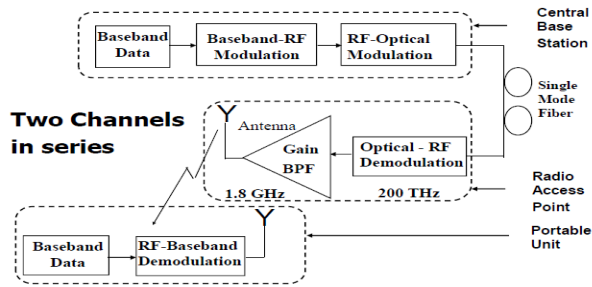 Central
Base
Station
Baseband
Data
Baseband-RF
Modulation
RF-Optical
Modulation
Single
Mode
Fiber
Two Channels
in series
Antenna
Gain
BPF
Optical - RF
Demodulation
1.8 GHz
200 THz
Radio
Access
Point
Portable
Unit
Baseband
Data
RF-Baseband
Demodulation